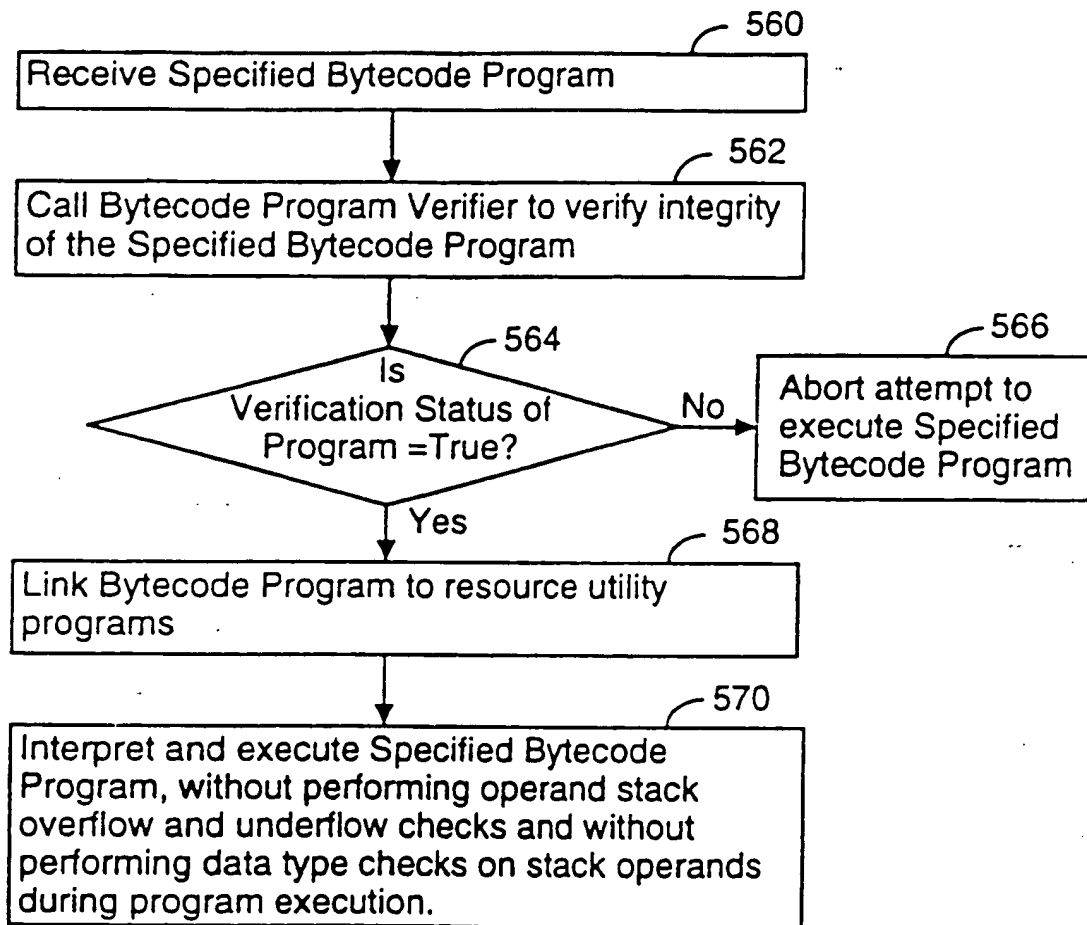 560
Receive Specified Bytecode Program
562
Call Bytecode Program Verifier to verify integrity
of the Specified Bytecode Program
564
Is
Verification Status of
Program =True?
No
566
Abort attempt to
execute Specified
Bytecode Program
Yes
568
Link Bytecode Program to resource utility
programs
570
Interpret and execute Specified Bytecode
Program, without performing operand stack
overflow and underflow checks and without
performing data type checks on stack operands
during program execution.